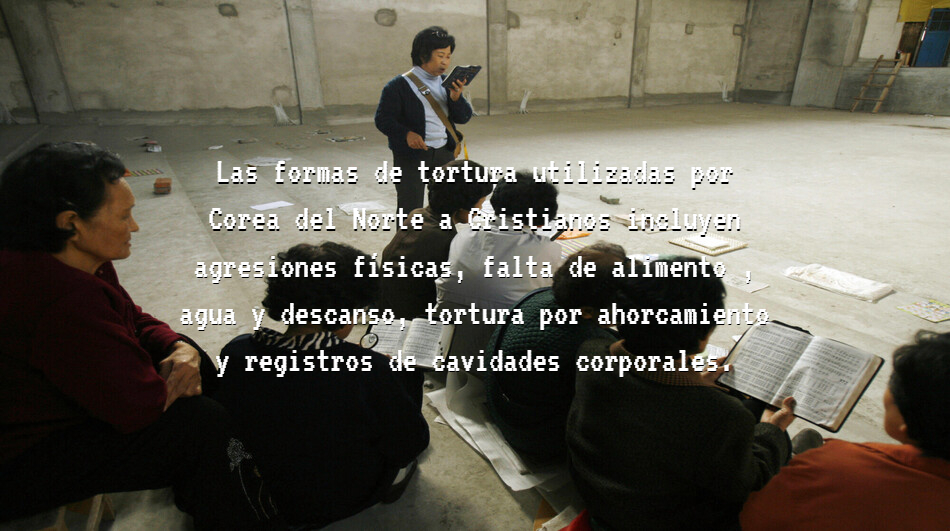 Las formas de tortura utilizadas por
Corea del Norte a Cristianos incluyen
agresiones físicas, falta de alimento ,
agua y descanso, tortura por ahorcamiento
y registros de cavidades corporales.